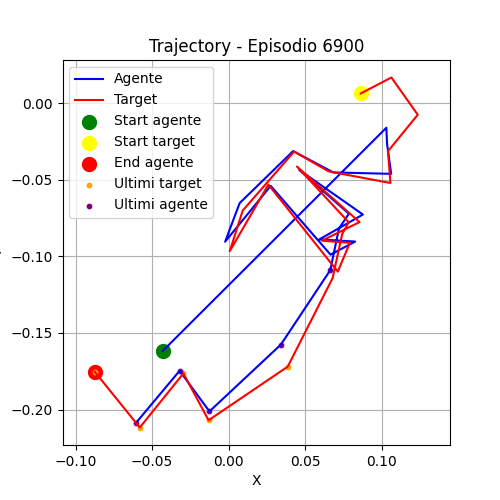 Trajectory - Episodio 6900
Agente
Target
Start agente
Start target
End agente
Ultimi target
Ultimi agente
0.00
−0.05
−0.10
−0.15
−0.20
−0.10
−0.05
0.00
0.05
0.10
X